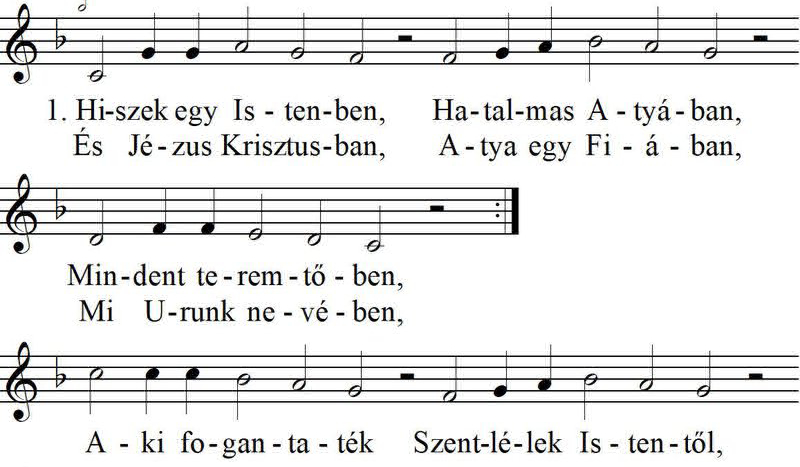 1. Hi-szek egy Is - ten-ben, Ha-tal-mas A - tyá - ban,
És Jé - zus Krisztus-ban, A - tya egy Fi - á - ban,
Min-dent te - rem - tő - ben,
Mi U-runk ne - vé - ben,
A - ki fo-gan - ta - ték Szent-lé-lek Is - ten-től,